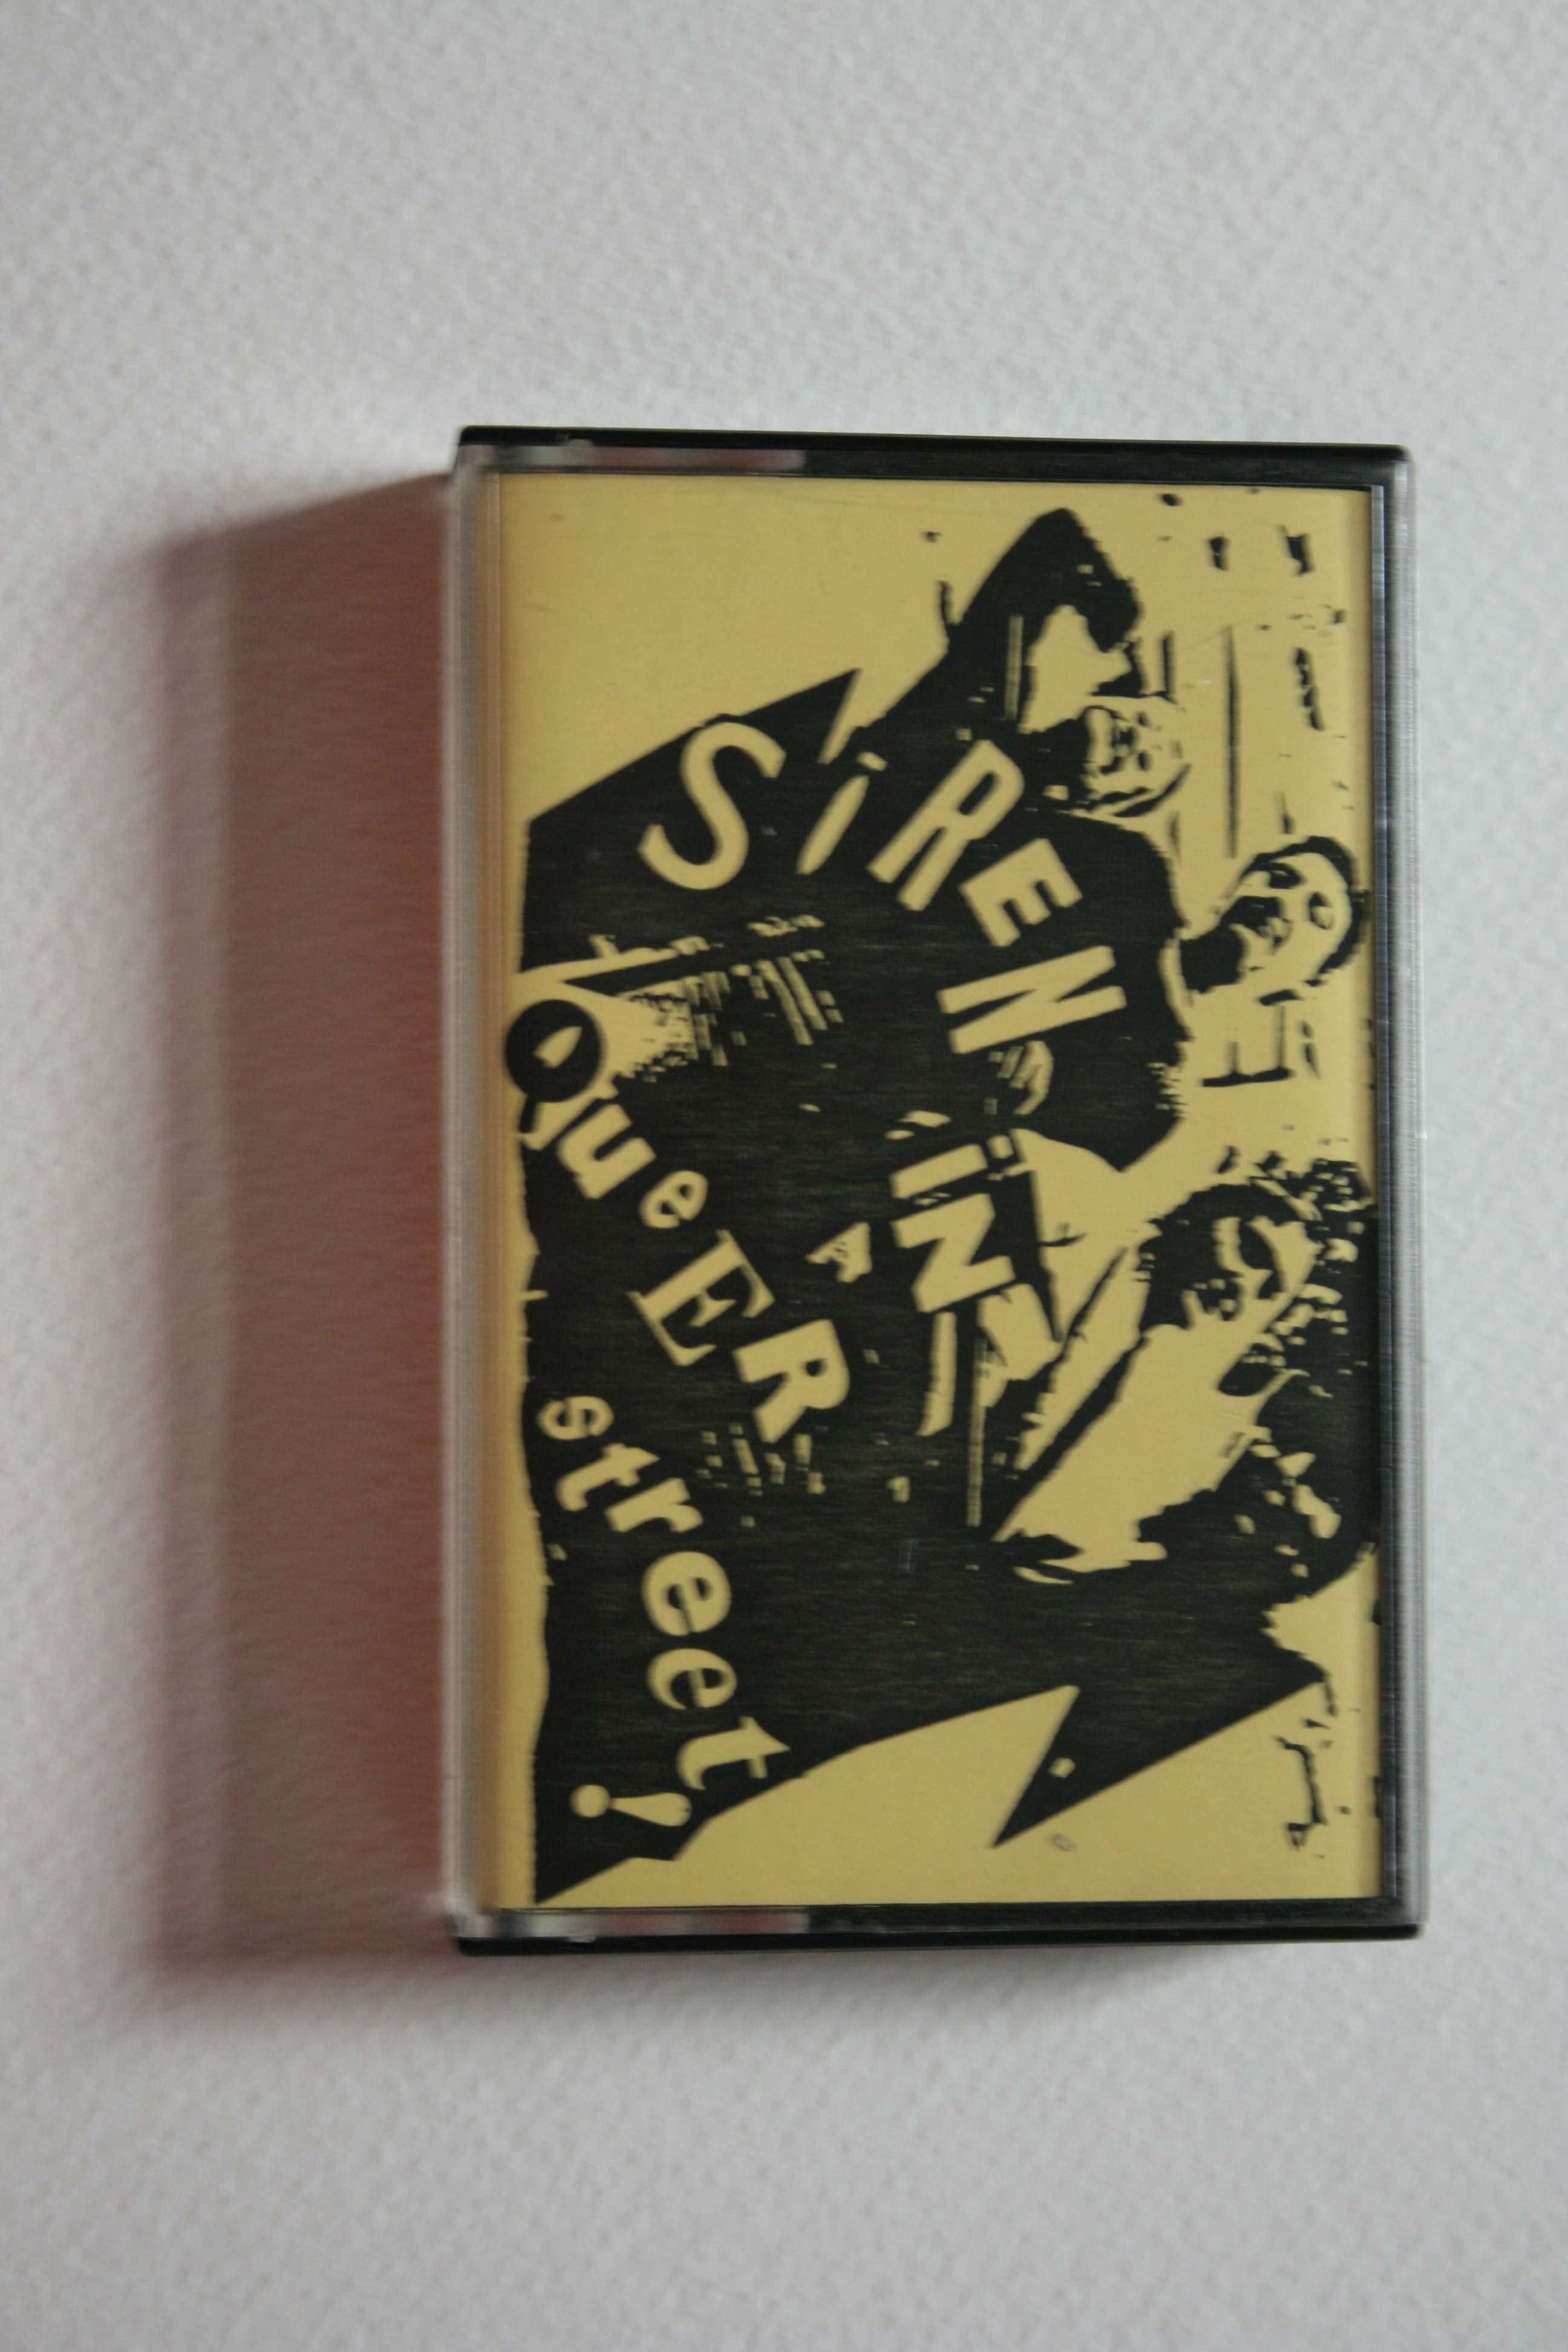 SiREN
iN
A
QueER
street!